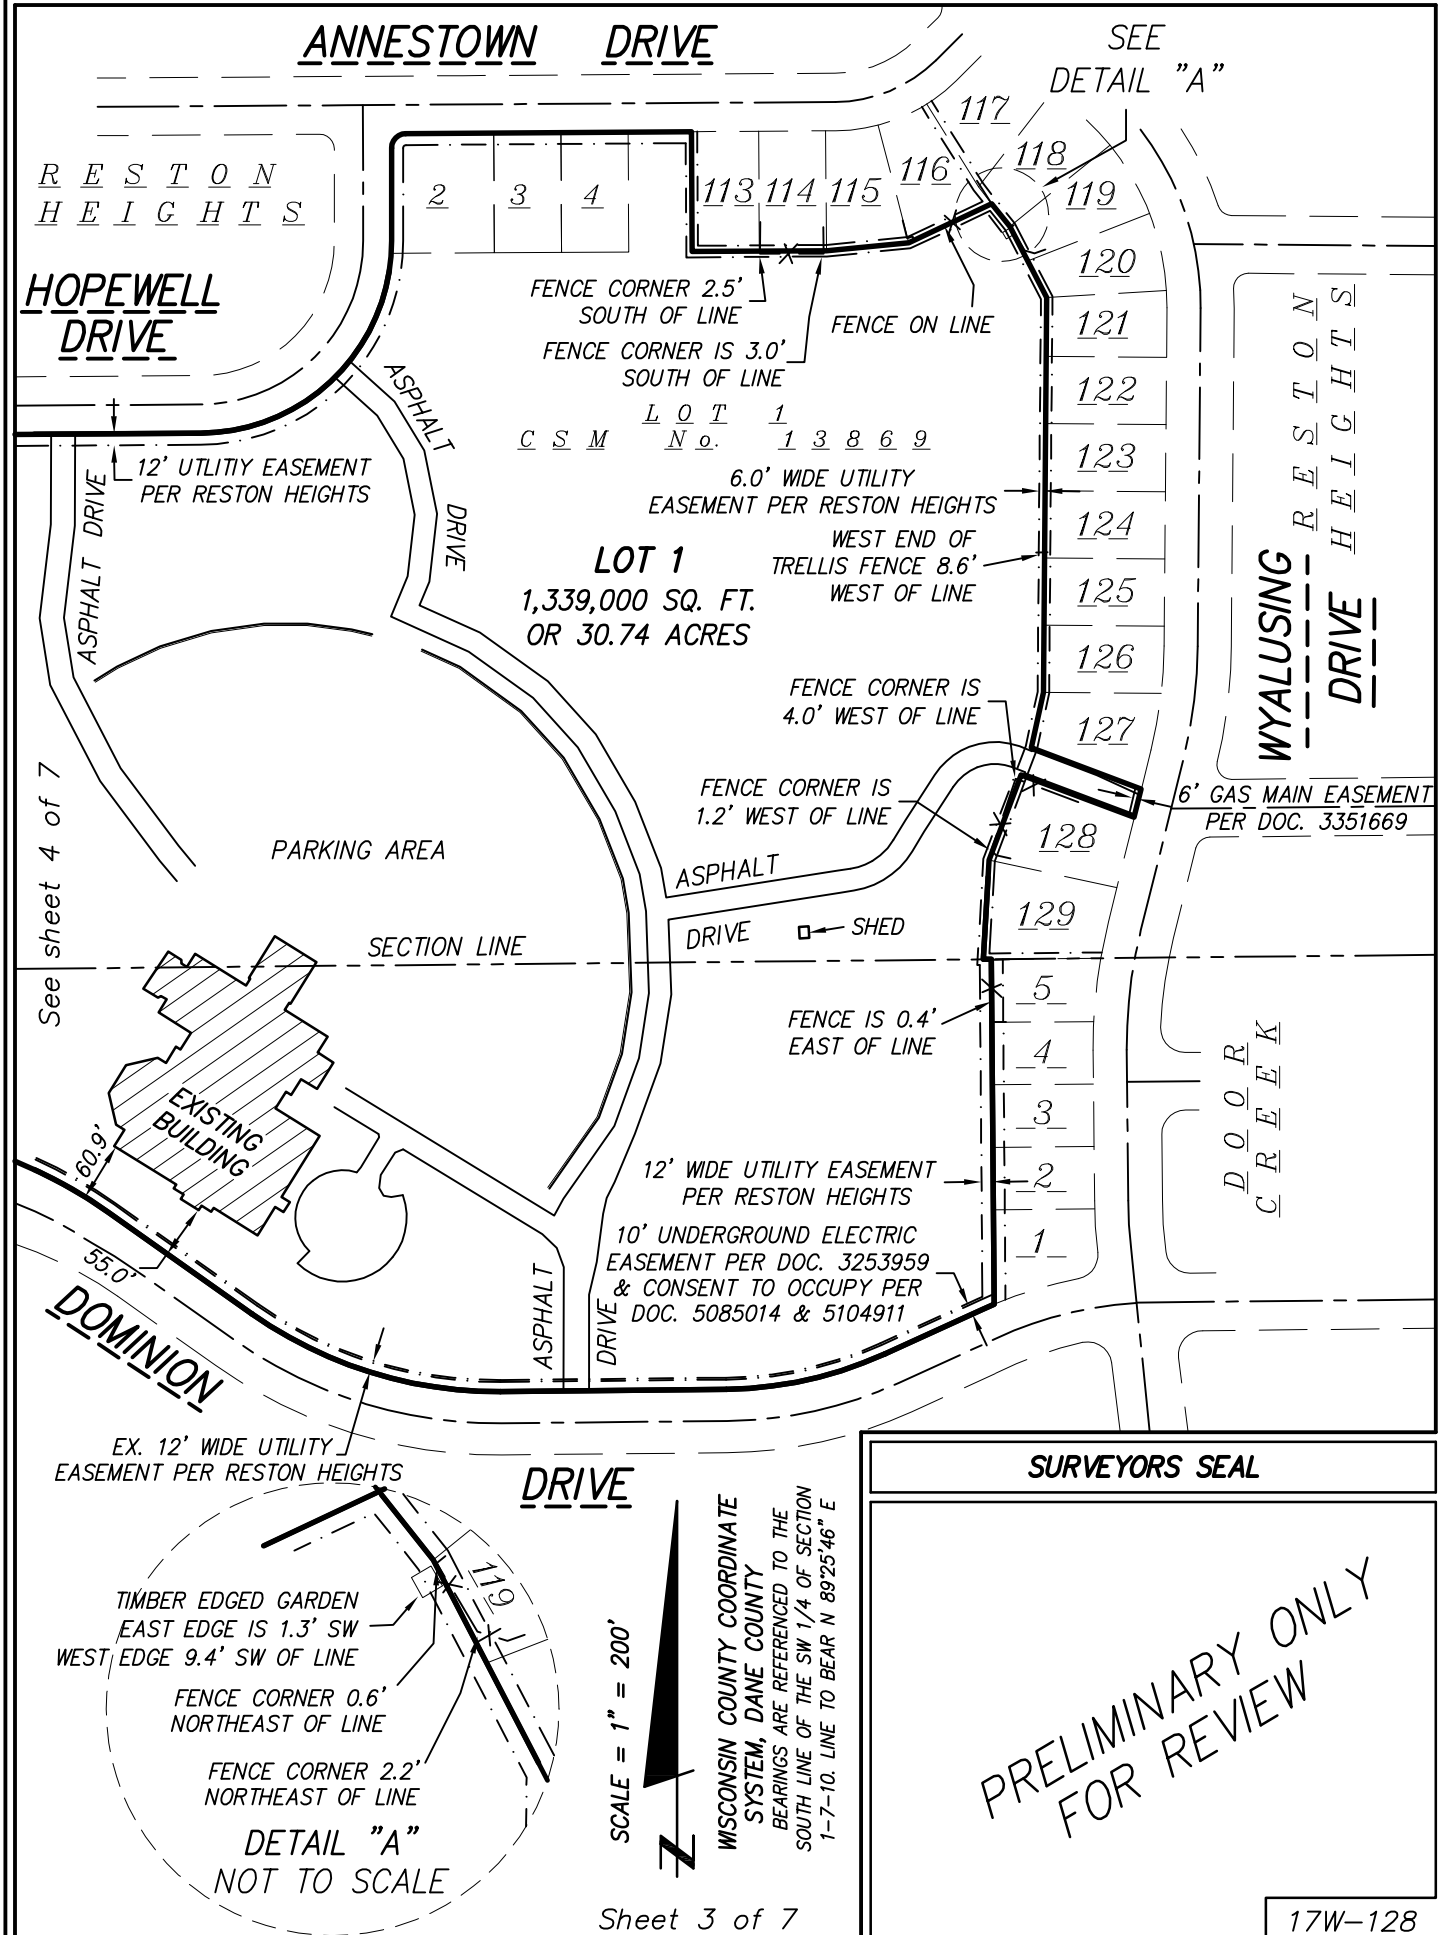 ANNESTOWN DRIVE
SEE
DETAIL "A"
RESTON
HEIGHTS
HOPEWELL
DRIVE
2
3
4
113
114
115
116
117
118
119
120
121
122
123
124
125
126
127
128
129
5
4
3
2
1
FENCE CORNER 2.5'
SOUTH OF LINE
FENCE CORNER IS 3.0'
SOUTH OF LINE
FENCE ON LINE
LOT 1
CSM No. 13869
12' UTLITIY EASEMENT
PER RESTON HEIGHTS
ASPHALT DRIVE
ASPHALT
DRIVE
6.0' WIDE UTILITY
EASEMENT PER RESTON HEIGHTS
WEST END OF
TRELLIS FENCE 8.6'
WEST OF LINE
LOT 1
1,339,000 SQ. FT.
OR 30.74 ACRES
RESTON
HEIGHTS
WYALUSING
DRIVE
FENCE CORNER IS
4.0' WEST OF LINE
FENCE CORNER IS
1.2' WEST OF LINE
6' GAS MAIN EASEMENT
PER DOC. 3351669
See sheet 4 of 7
PARKING AREA
ASPHALT
DRIVE
SHED
SECTION LINE
FENCE IS 0.4'
EAST OF LINE
DOOR
CREEK
EXISTING
BUILDING
60.9'
55.0'
12' WIDE UTILITY EASEMENT
PER RESTON HEIGHTS
10' UNDERGROUND ELECTRIC
EASEMENT PER DOC. 3253959
& CONSENT TO OCCUPY PER
DOC. 5085014 & 5104911
ASPHALT
DRIVE
DOMINION
DRIVE
EX. 12' WIDE UTILITY
EASEMENT PER RESTON HEIGHTS
119
TIMBER EDGED GARDEN
EAST EDGE IS 1.3' SW
WEST EDGE 9.4' SW OF LINE
FENCE CORNER 0.6'
NORTHEAST OF LINE
FENCE CORNER 2.2'
NORTHEAST OF LINE
DETAIL "A"
NOT TO SCALE
SCALE = 1" = 200'
N
WISCONSIN COUNTY COORDINATE
SYSTEM, DANE COUNTY
BEARINGS ARE REFERENCED TO THE
SOUTH LINE OF THE SW 1/4 OF SECTION
1-7-10. LINE TO BEAR N 89°25'46" E
Sheet 3 of 7
SURVEYORS SEAL
PRELIMINARY ONLY
FOR REVIEW
17W-128